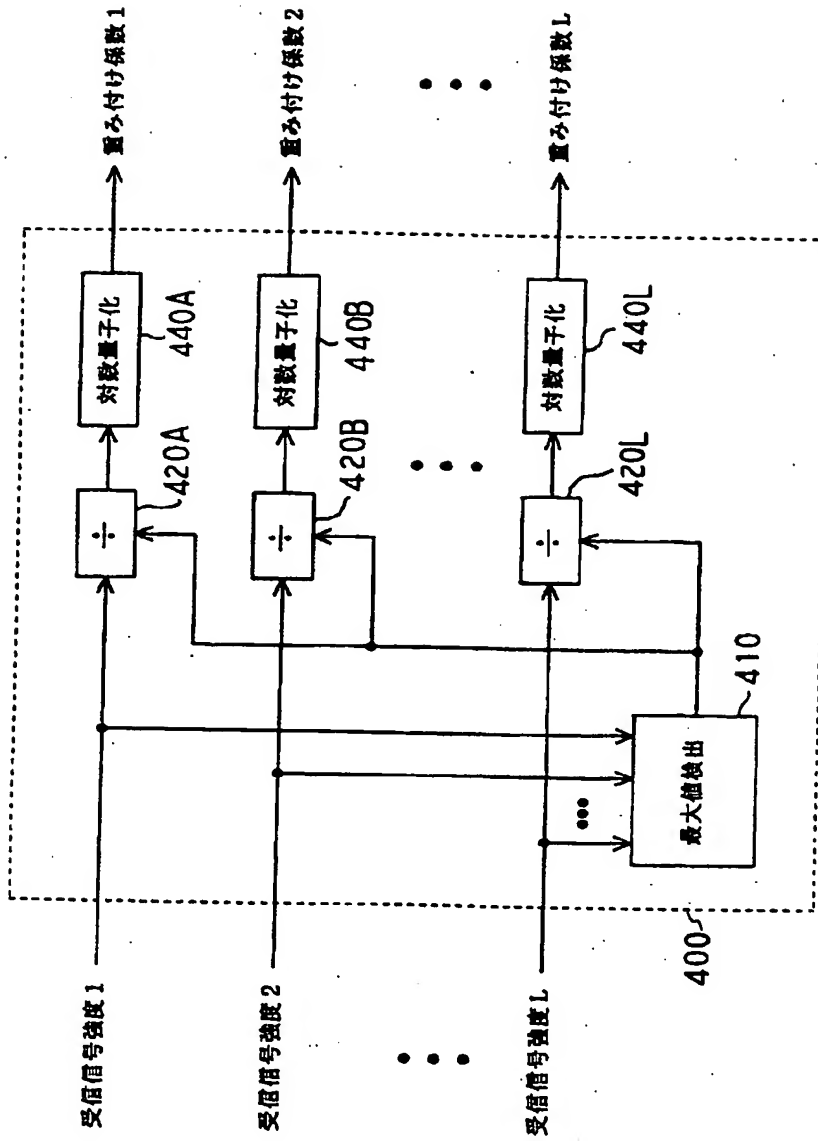 受信信号強度1
÷
420A
対数量子化
440A
重み付け係数1
受信信号強度2
÷
420B
対数量子化
440B
重み付け係数2
受信信号強度L
÷
420L
対数量子化
440L
重み付け係数L
最大値検出
410
400